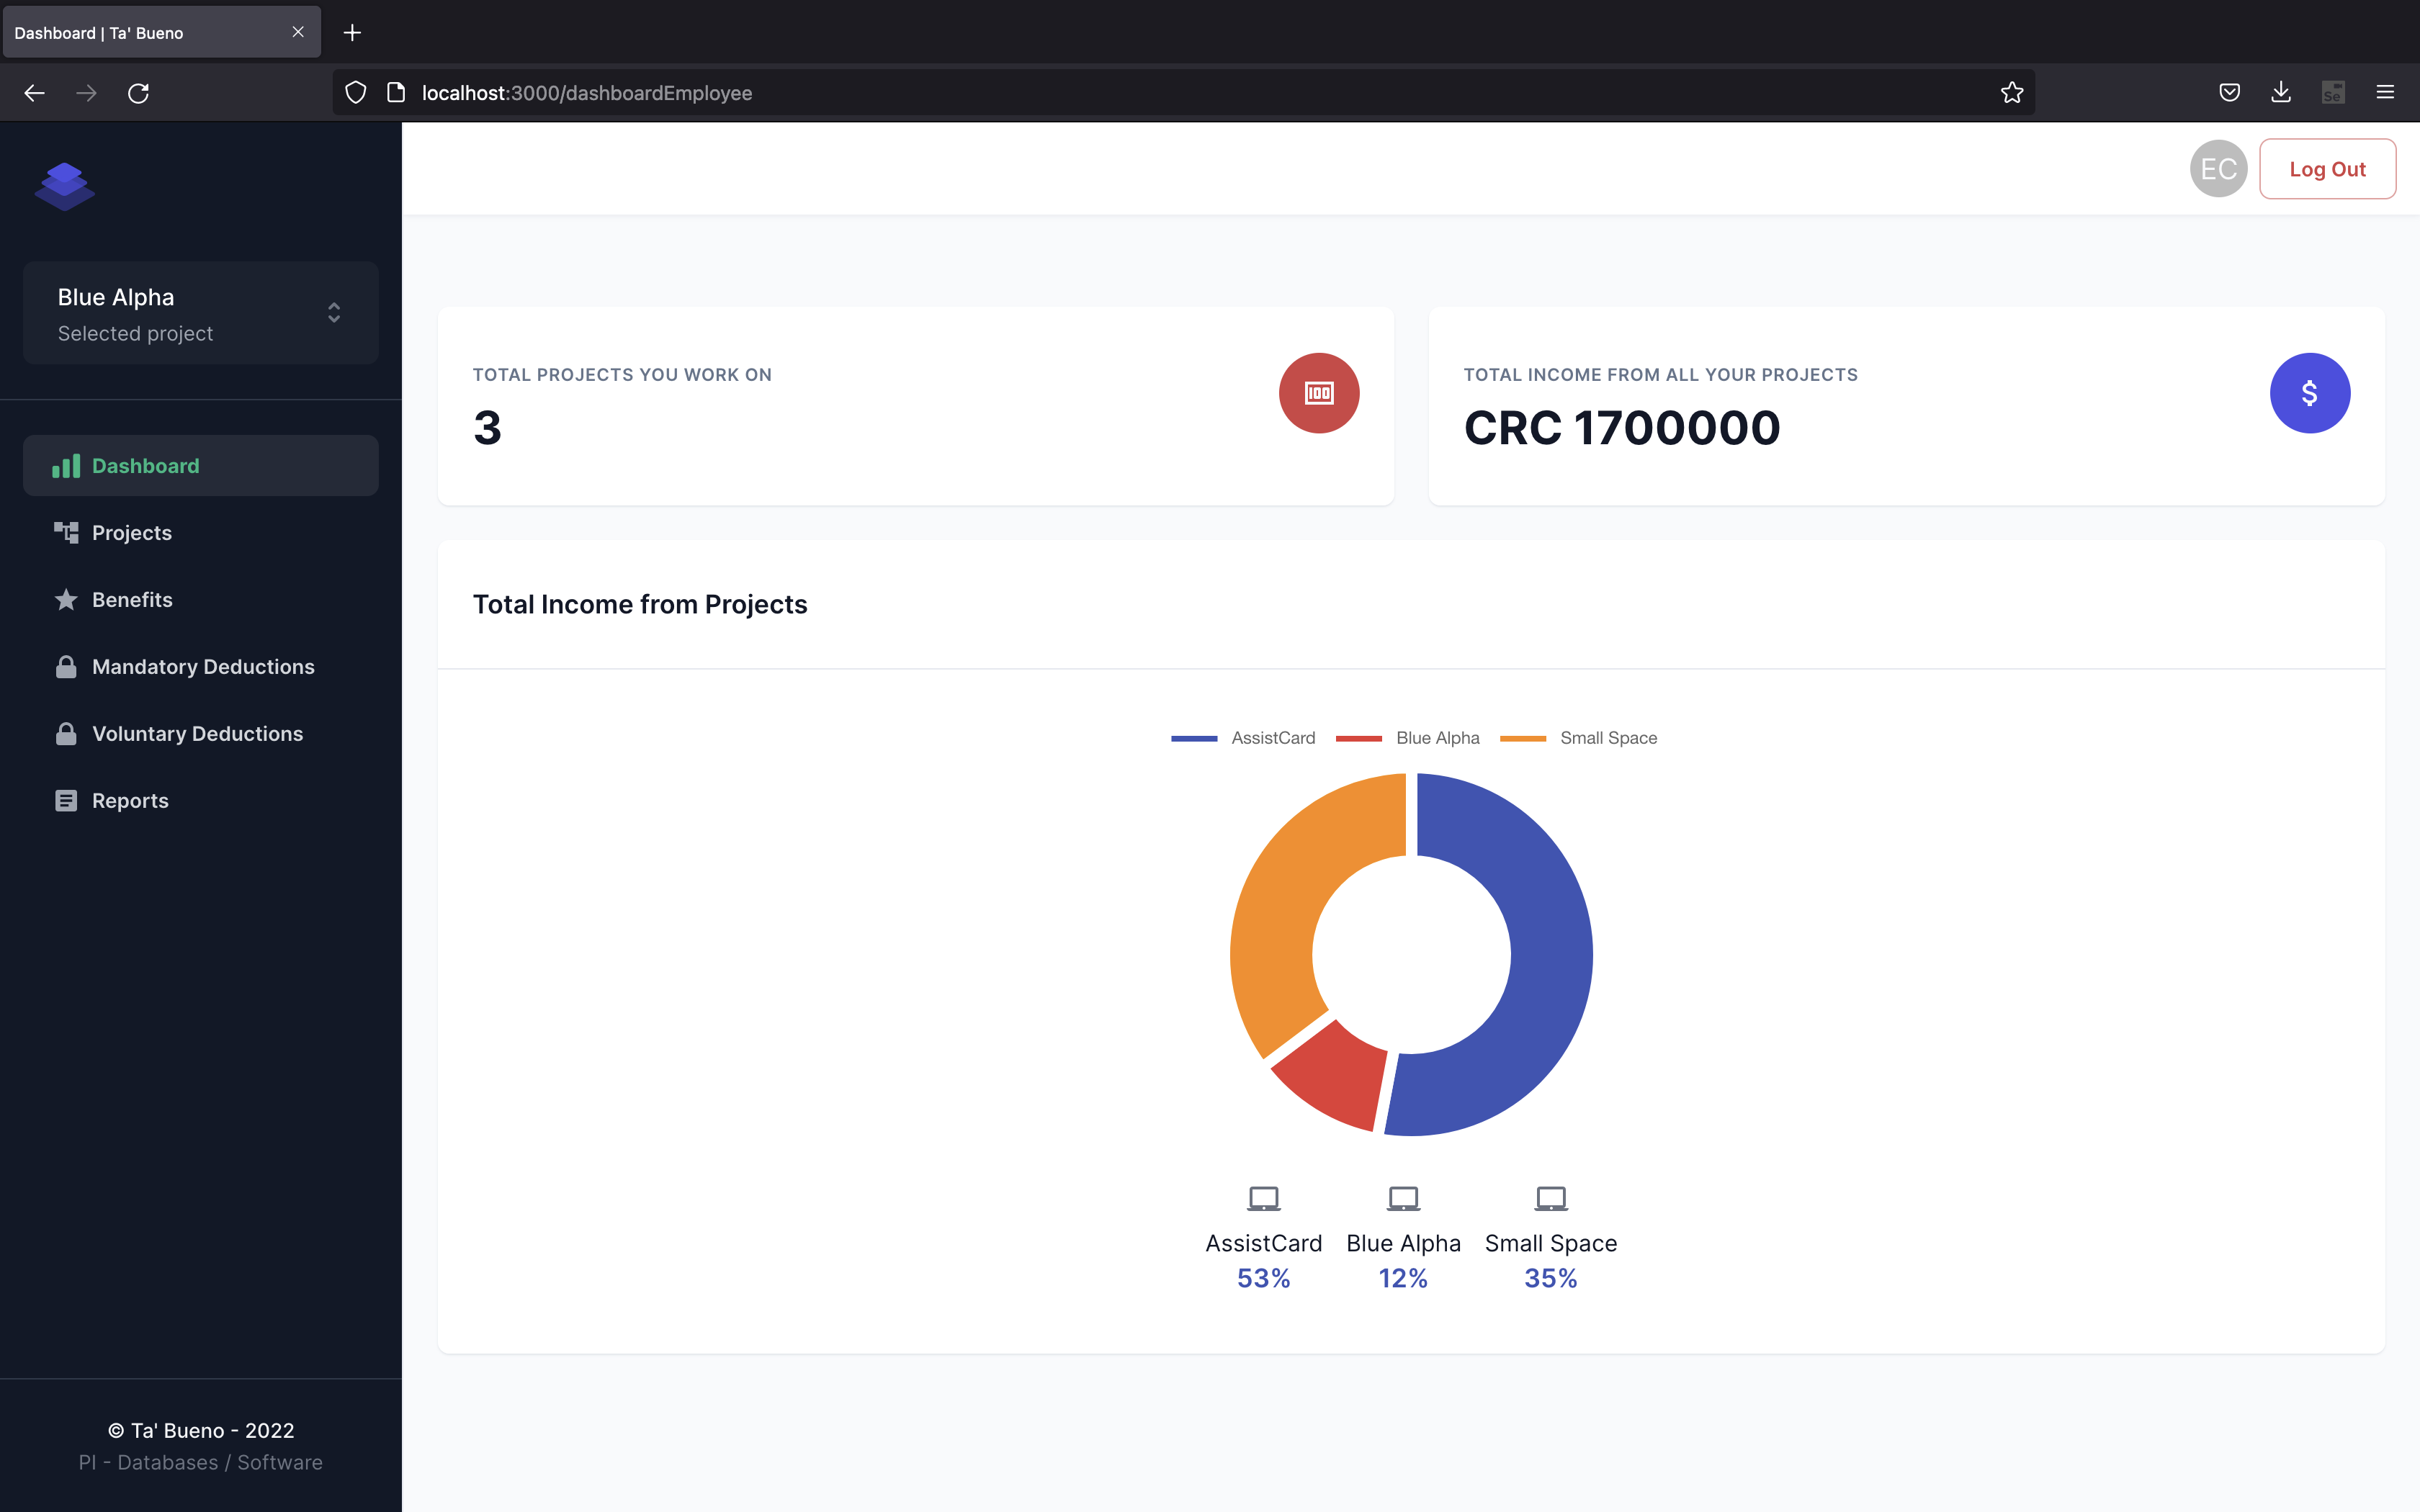 Dashboard | Ta' Bueno
localhost:3000/dashboardEmployee
Se
EC
Log Out
Blue Alpha
Selected project
Dashboard
Projects
Benefits
Mandatory Deductions
Voluntary Deductions
Reports
© Ta' Bueno - 2022
PI - Databases / Software
TOTAL PROJECTS YOU WORK ON
3
100
TOTAL INCOME FROM ALL YOUR PROJECTS
CRC 1700000
$
Total Income from Projects
AssistCard Blue Alpha Small Space
AssistCard Blue Alpha Small Space
53% 12% 35%